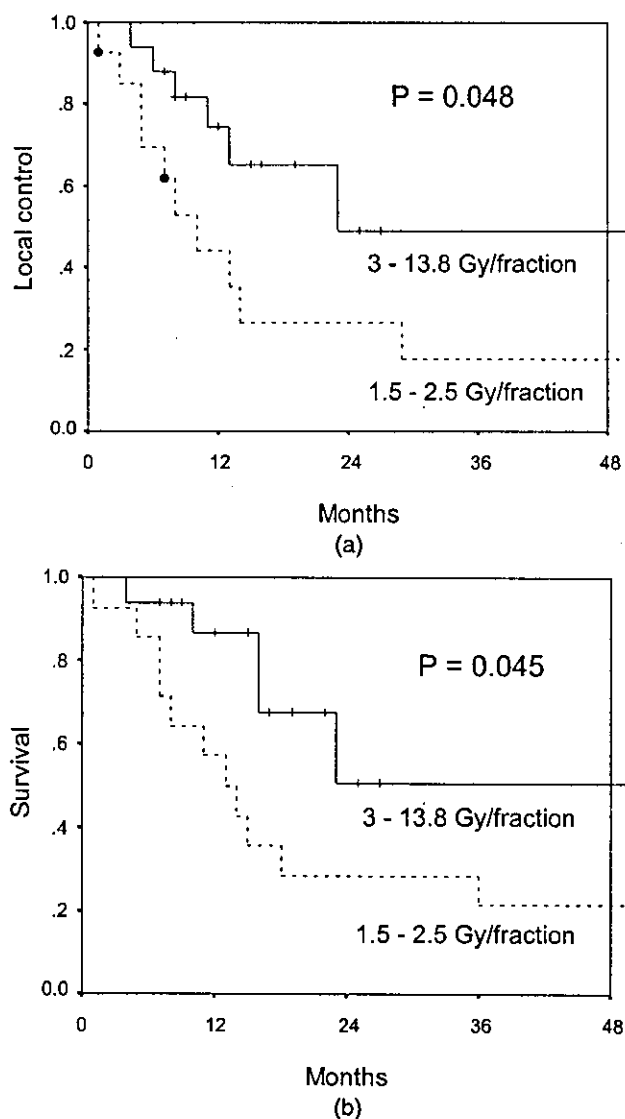 1.0
.8
.6
.4
.2
0.0
Local control
P = 0.048
3 - 13.8 Gy/fraction
1.5 - 2.5 Gy/fraction
0 12 24 36 48
Months
(a)
1.0
.8
.6
.4
.2
0.0
Survival
P = 0.045
3 - 13.8 Gy/fraction
1.5 - 2.5 Gy/fraction
0 12 24 36 48
Months
(b)